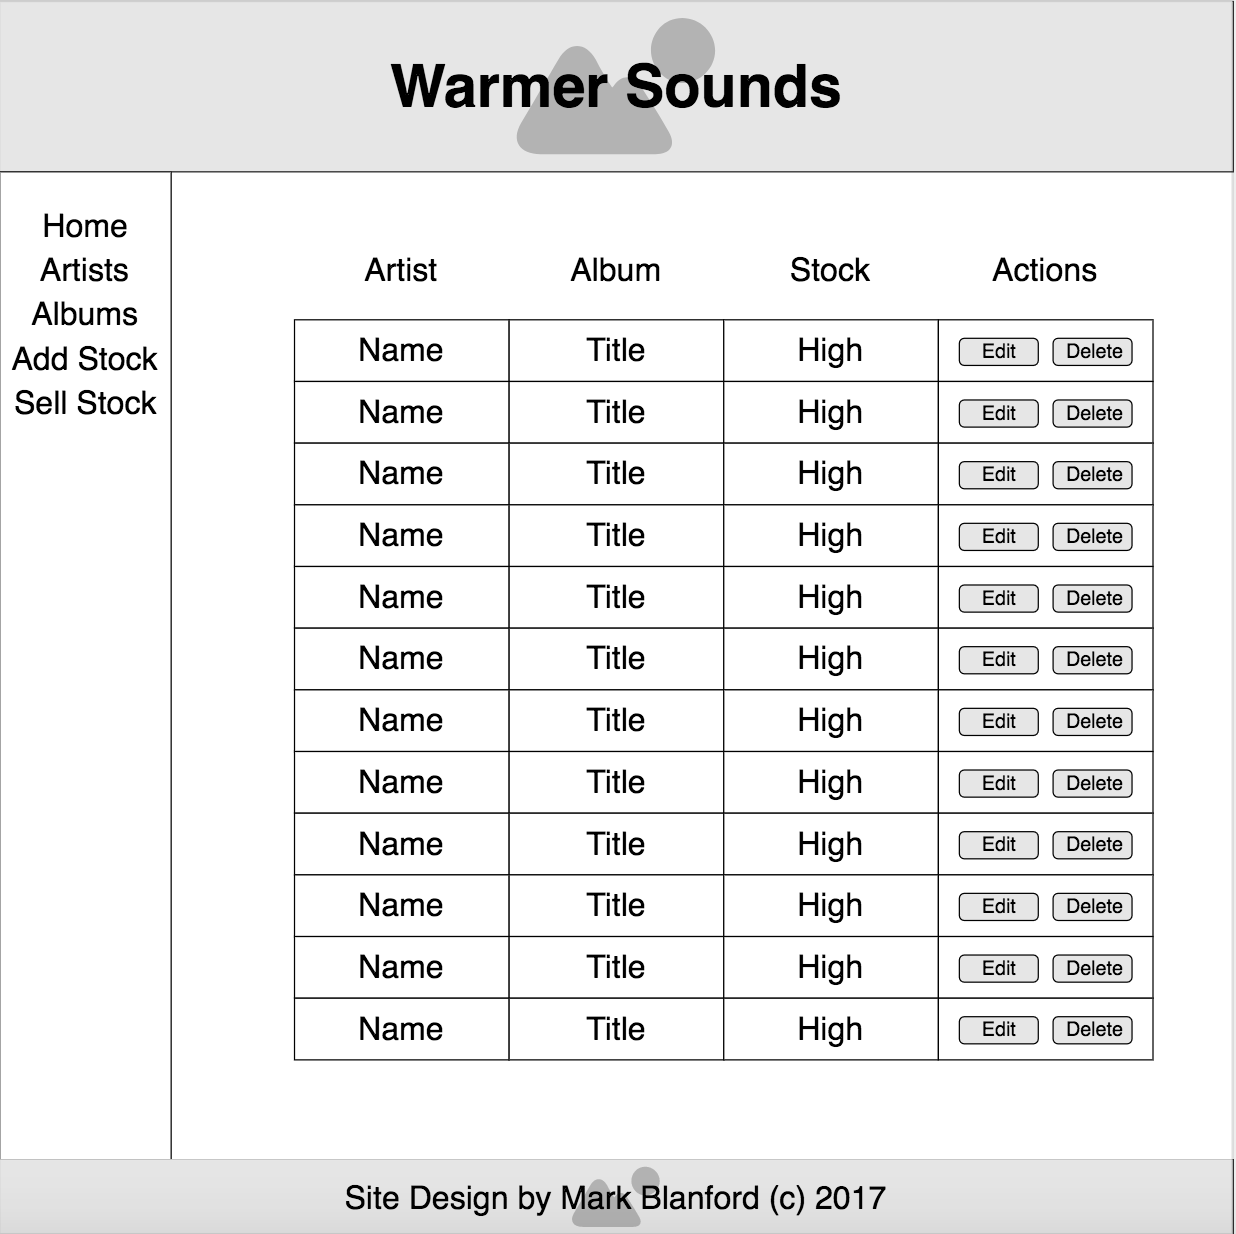 Warmer Sounds
Home
Artists
Albums
Add Stock
Sell Stock
Artist Album Stock Actions
Name Title High Edit Delete
Name Title High Edit Delete
Name Title High Edit Delete
Name Title High Edit Delete
Name Title High Edit Delete
Name Title High Edit Delete
Name Title High Edit Delete
Name Title High Edit Delete
Name Title High Edit Delete
Name Title High Edit Delete
Name Title High Edit Delete
Name Title High Edit Delete
Site Design by Mark Blanford (c) 2017